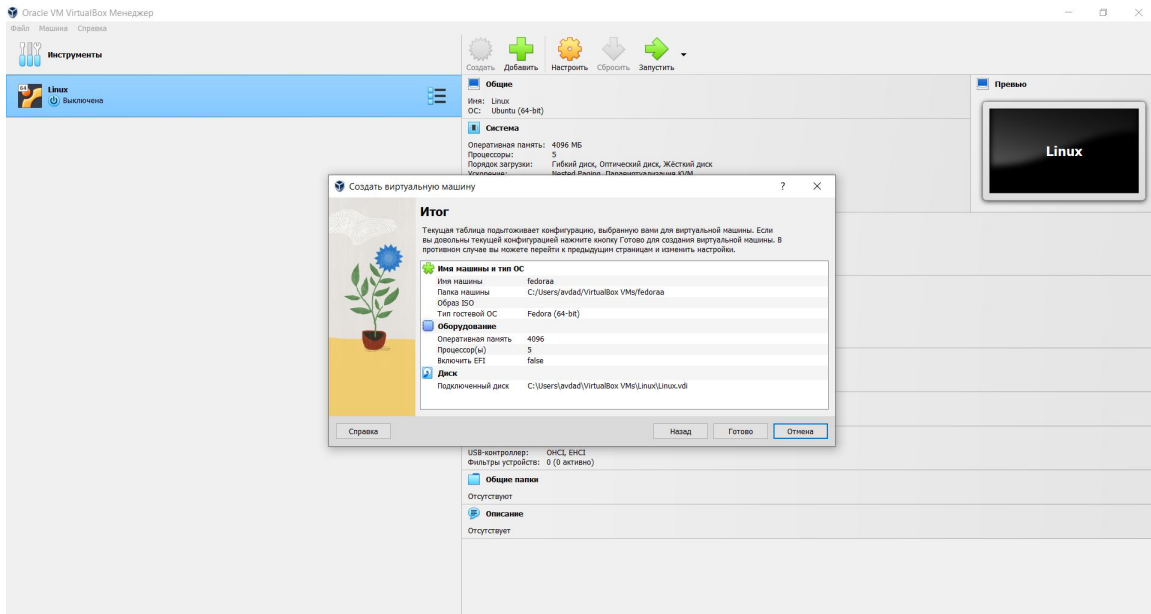 Oracle VM VirtualBox Менеджер
Файл Машина Справка
Инструменты
Создать Добавить Настроить Сбросить Запустить
64
Linux
Выключена
Общие
Имя: Linux
ОС: Ubuntu (64-bit)
Система
Оперативная память: 4096 МБ
Процессоры: 5
Порядок загрузки: Гибкий диск, Оптический диск, Жёсткий диск
Ускорение: Nested Paging, Паравиртуализация KVM
Превью
Linux
Создать виртуальную машину
?
Итог
Текущая таблица подытоживает конфигурацию, выбранную вами для виртуальной машины. Если
вы довольны текущей конфигурацией нажмите кнопку Готово для создания виртуальной машины. В
противном случае вы можете перейти к предыдущим страницам и изменить настройки.
Имя машины и тип ОС
Имя машины fedoraa
Папка машины C:/Users/avdad/VirtualBox VMs/fedoraa
Образ ISO
Тип гостевой ОС Fedora (64-bit)
Оборудование
Оперативная память 4096
Процессор(ы) 5
Включить EFI false
Диск
Подключенный диск C:\Users\avdad\VirtualBox VMs\Linux\Linux.vdi
Справка Назад Готово Отмена
USB-контроллер: OHCI, EHCI
Фильтры устройств: 0 (0 активно)
Общие папки
Отсутствуют
Описание
Отсутствует